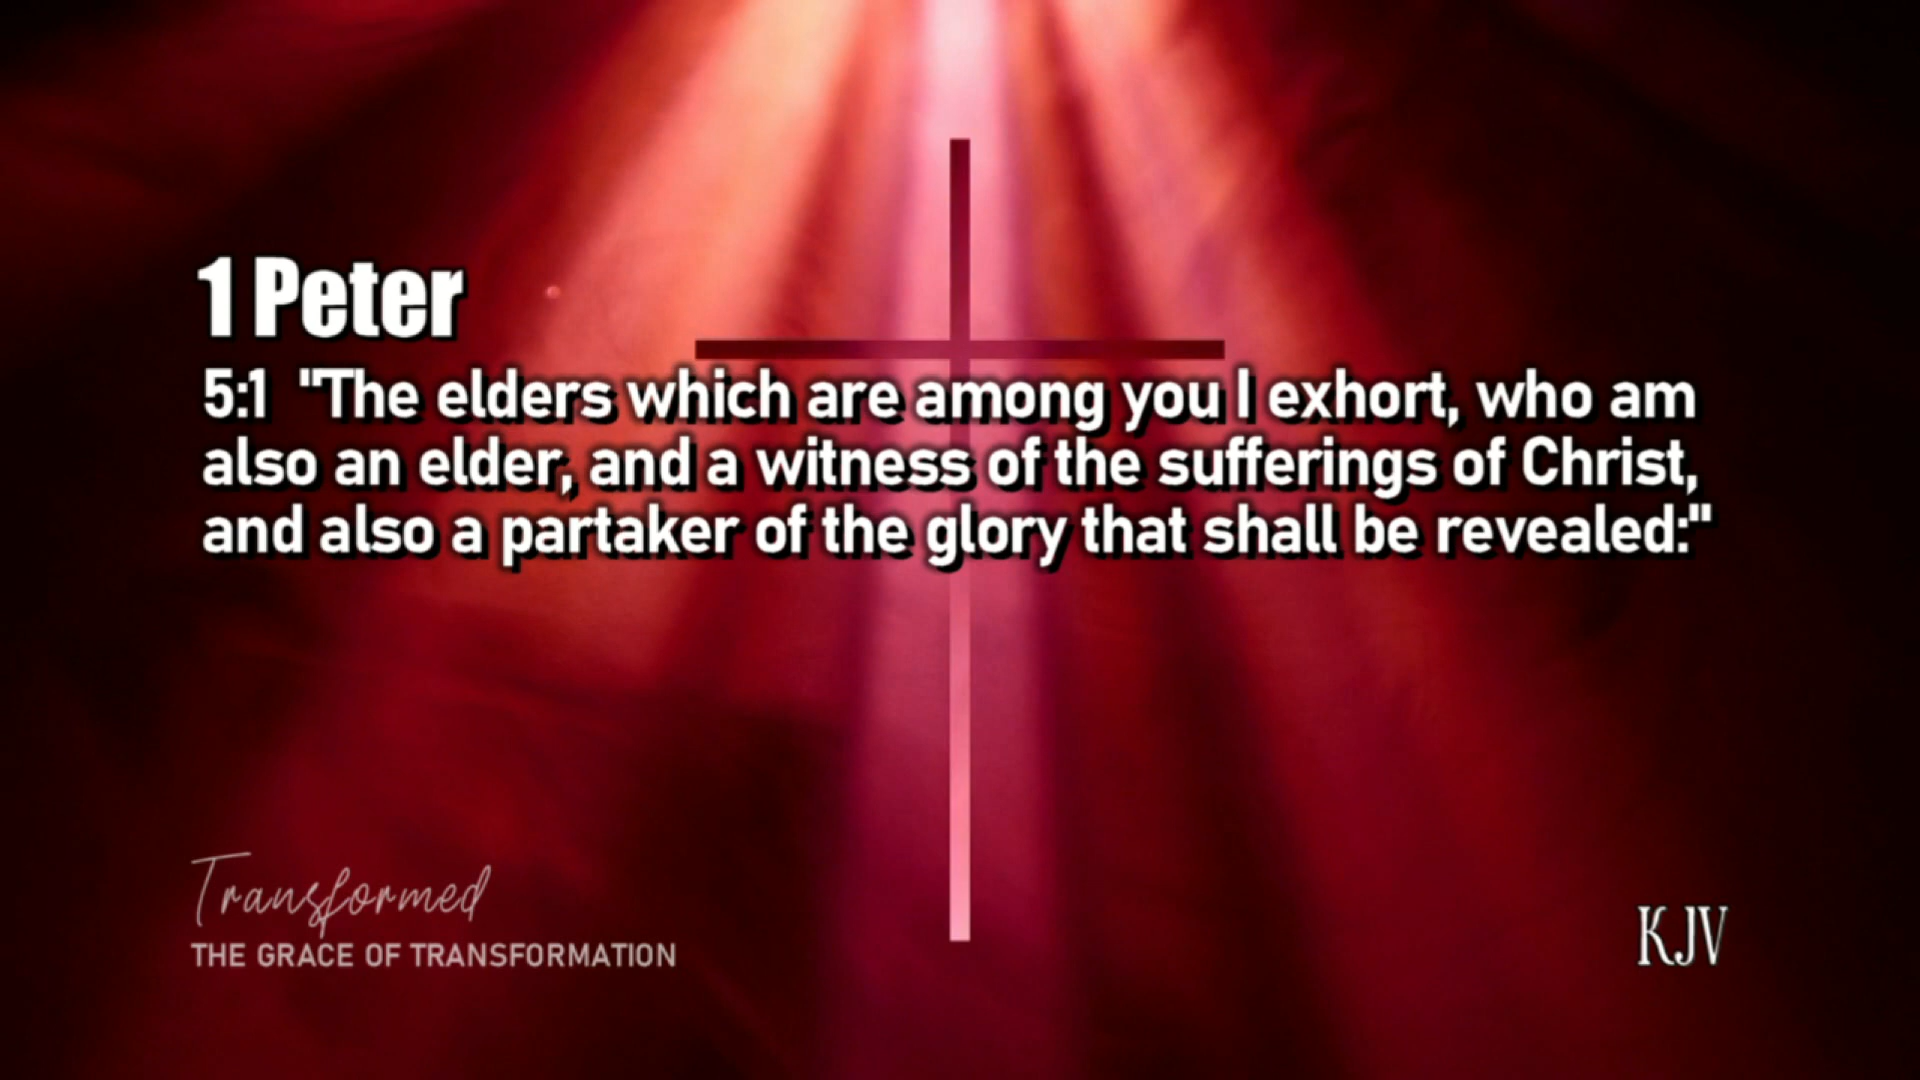 1 Peter
5:1 "The elders which are among you I exhort, who am
also an elder, and a witness of the sufferings of Christ,
and also a partaker of the glory that shall be revealed:"
Transformed
THE GRACE OF TRANSFORMATION
KJV